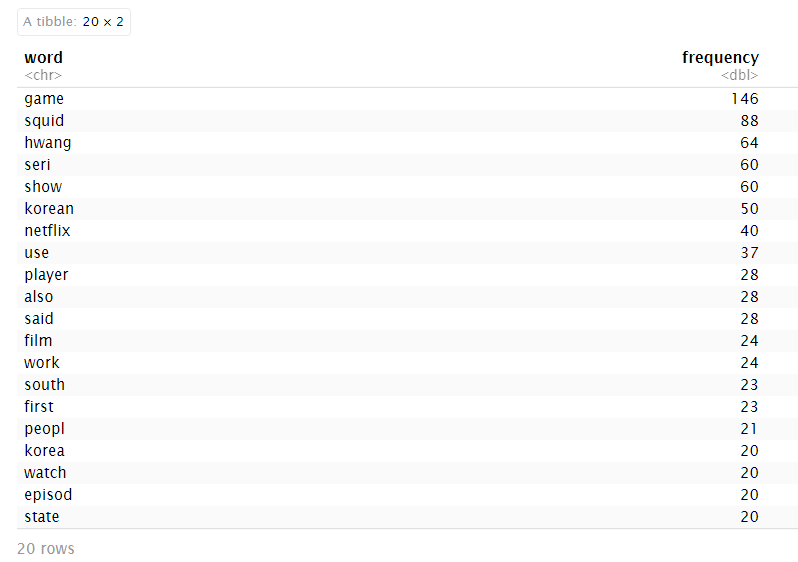 A tibble: 20 × 2
word frequency
<chr> <dbl>
game 146
squid 88
hwang 64
seri 60
show 60
korean 50
netflix 40
use 37
player 28
also 28
said 28
film 24
work 24
south 23
first 23
peopl 21
korea 20
watch 20
episod 20
state 20
20 rows